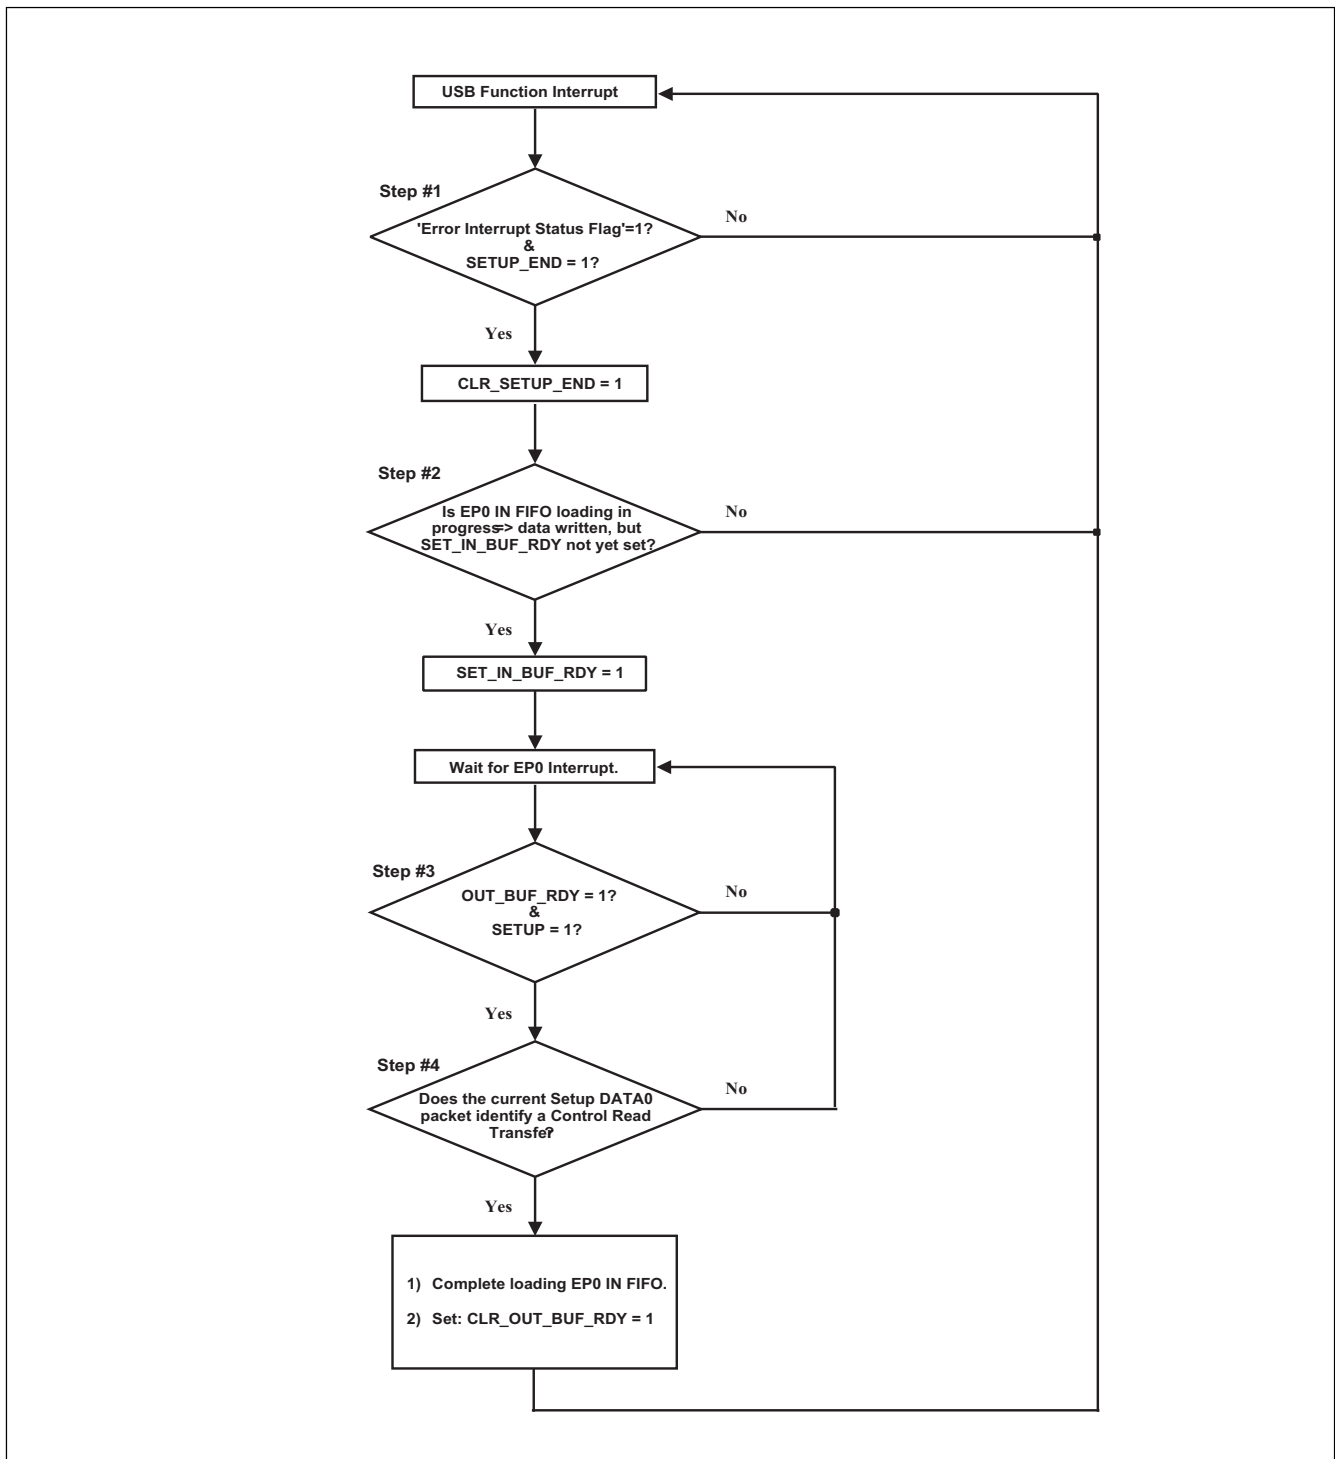 USB Function Interrupt
Step #1
No
'Error Interrupt Status Flag'=1?
&
SETUP_END = 1?
Yes
CLR_SETUP_END = 1
Step #2
No
Is EP0 IN FIFO loading in
progress=> data written, but
SET_IN_BUF_RDY not yet set?
Yes
SET_IN_BUF_RDY = 1
Wait for EP0 Interrupt.
Step #3
No
OUT_BUF_RDY = 1?
&
SETUP = 1?
Yes
Step #4
No
Does the current Setup DATA0
packet identify a Control Read
Transfer?
Yes
1) Complete loading EP0 IN FIFO.
2) Set: CLR_OUT_BUF_RDY = 1